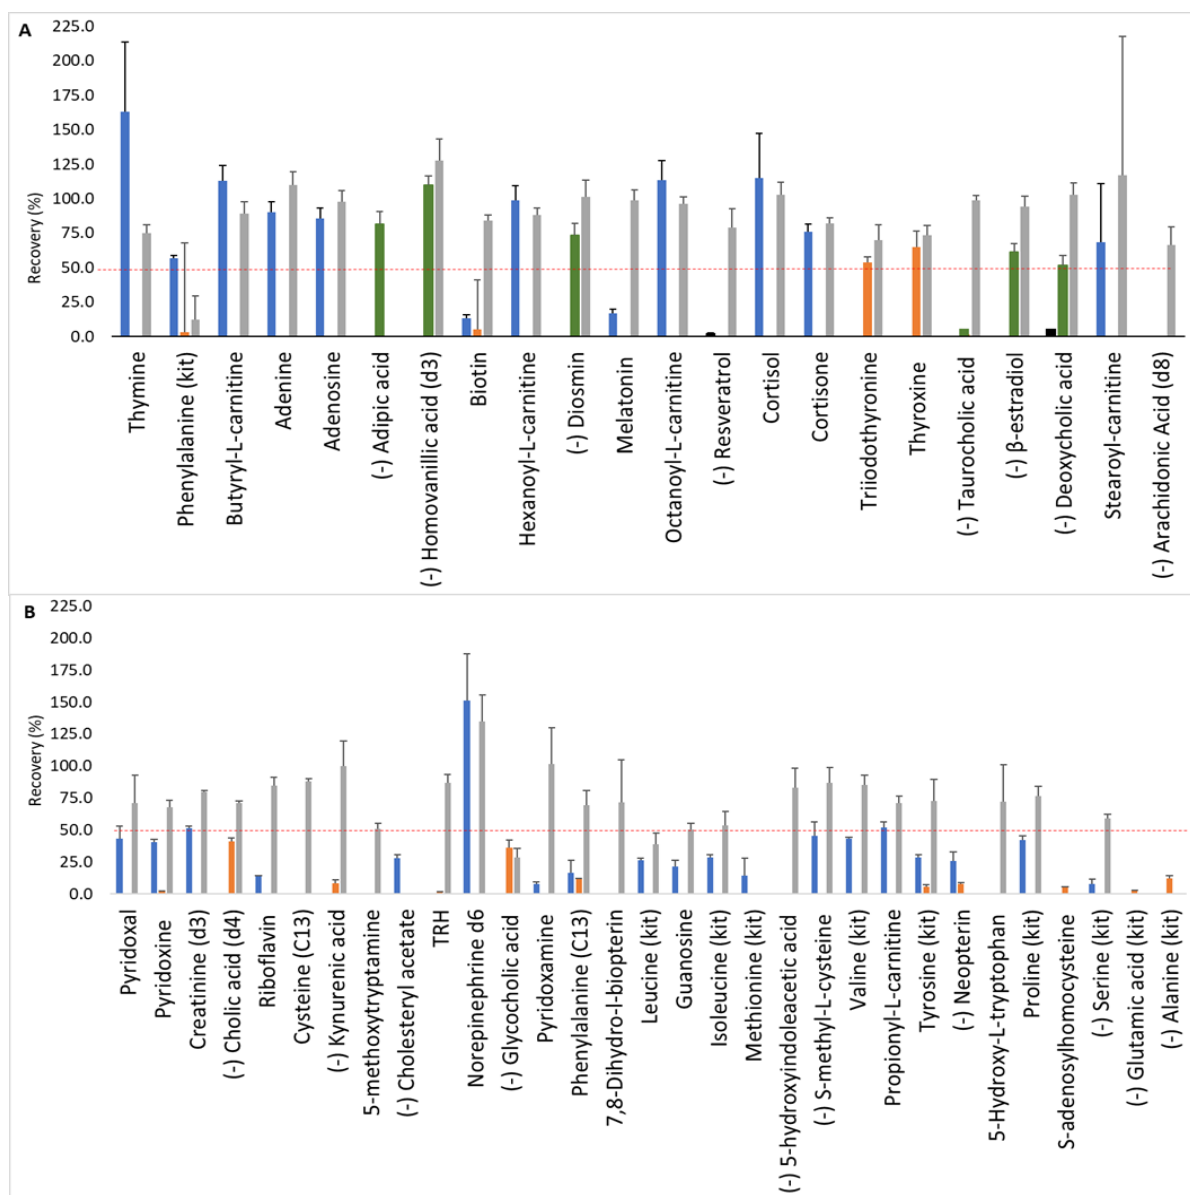 A
225.0
200.0
175.0
150.0
125.0
100.0
75.0
50.0
25.0
0.0
Recovery (%)
Thymine
Phenylalanine (kit)
Butyryl-L-carnitine
Adenine
Adenosine
(-) Adipic acid
(-) Homovanillic acid (d3)
Biotin
Hexanoyl-L-carnitine
(-) Diosmin
Melatonin
Octanoyl-L-carnitine
(-) Resveratrol
Cortisol
Cortisone
Triiodothyronine
Thyroxine
(-) Taurocholic acid
(-) β-estradiol
(-) Deoxycholic acid
Stearoyl-carnitine
(-) Arachidonic Acid (d8)
B
225.0
200.0
175.0
150.0
125.0
100.0
75.0
50.0
25.0
0.0
Recovery (%)
Pyridoxal
Pyridoxine
Creatinine (d3)
(-) Cholic acid (d4)
Riboflavin
Cysteine (C13)
(-) Kynurenic acid
5-methoxytryptamine
(-) Cholesteryl acetate
TRH
Norepinephrine d6
(-) Glycocholic acid
Pyridoxamine
Phenylalanine (C13)
7,8-Dihydro-l-biopterin
Leucine (kit)
Guanosine
Isoleucine (kit)
Methionine (kit)
(-) 5-hydroxyindoleacetic acid
(-) S-methyl-L-cysteine
Valine (kit)
Propionyl-L-carnitine
Tyrosine (kit)
(-) Neopterin
5-Hydroxy-L-tryptophan
Proline (kit)
S-adenosylhomocysteine
(-) Serine (kit)
(-) Glutamic acid (kit)
(-) Alanine (kit)